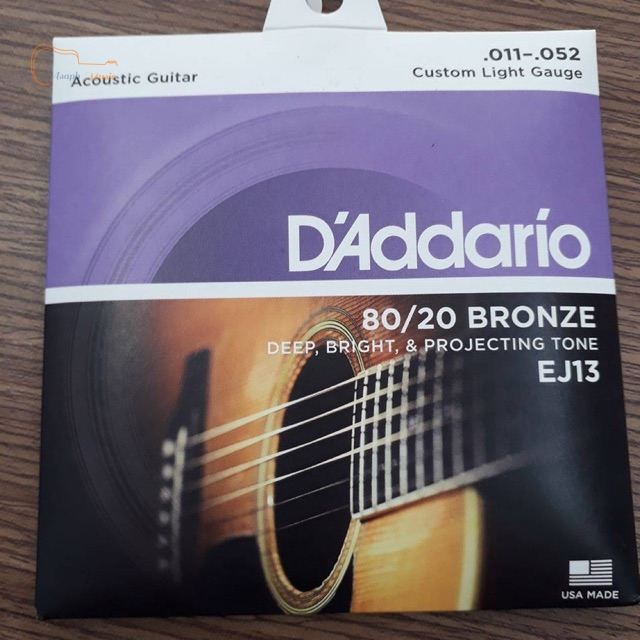 .011-.052
Acoustic Guitar
Custom Light Gauge
D'Addario
80/20 BRONZE
DEEP, BRIGHT, & PROJECTING TONE
EJ13
USA MADE